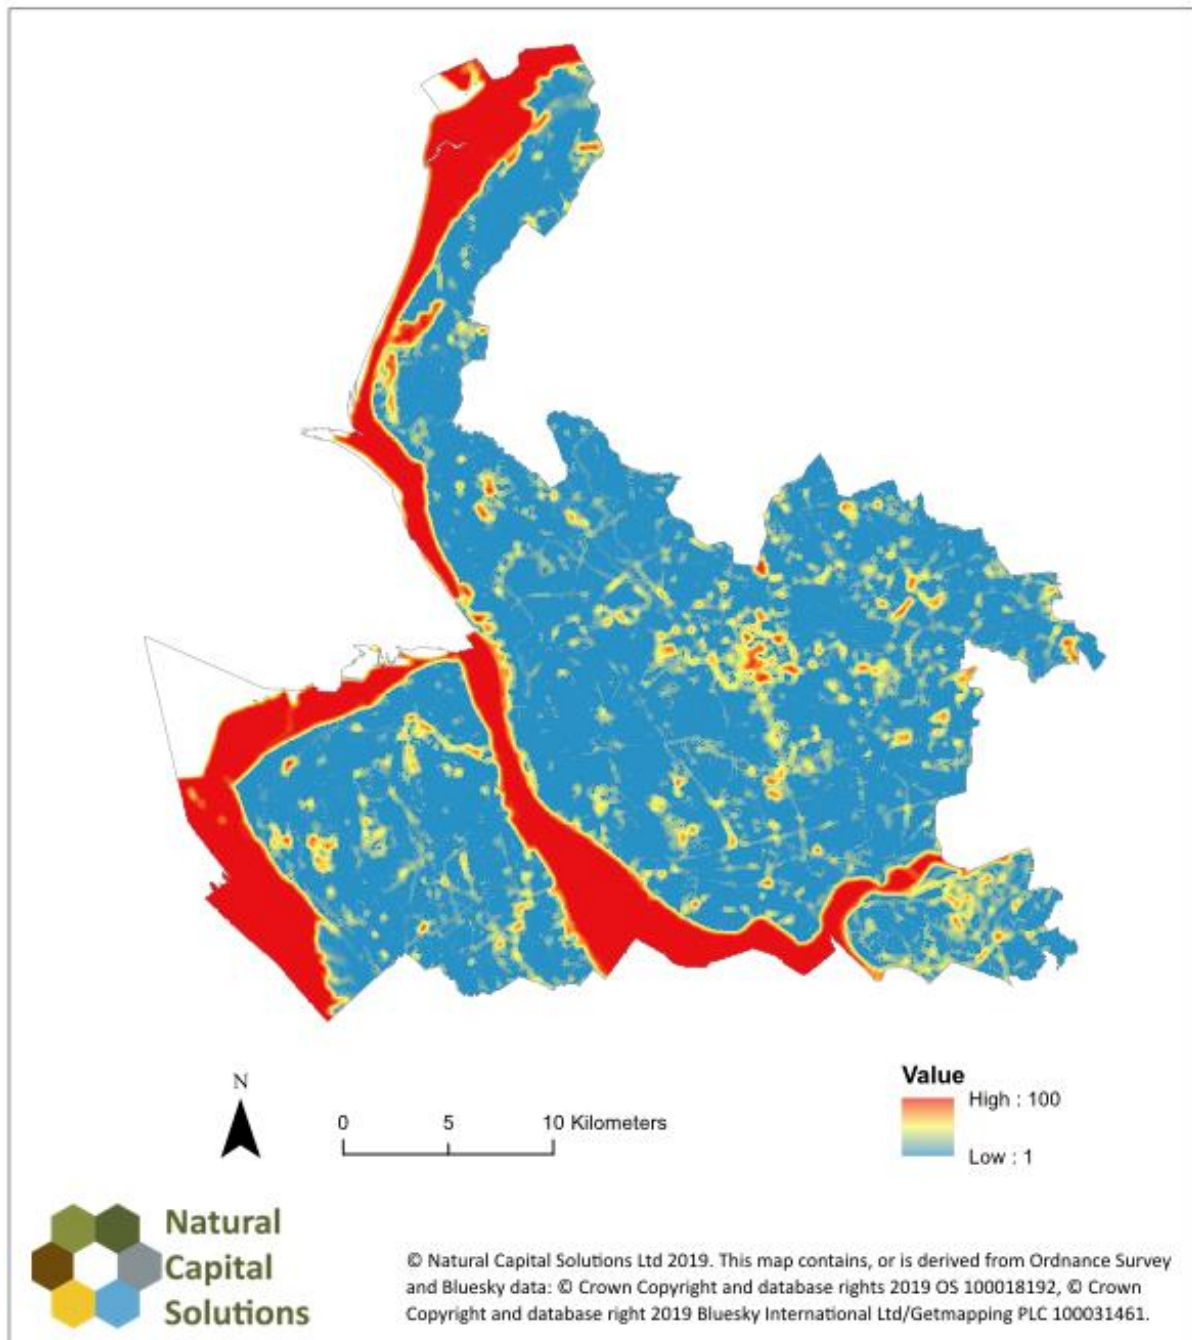 N
0 5 10 Kilometers
Value
High : 100
Low : 1
Natural
Capital
Solutions
© Natural Capital Solutions Ltd 2019. This map contains, or is derived from Ordnance Survey
and Bluesky data: © Crown Copyright and database rights 2019 OS 100018192, © Crown
Copyright and database right 2019 Bluesky International Ltd/Getmapping PLC 100031461.